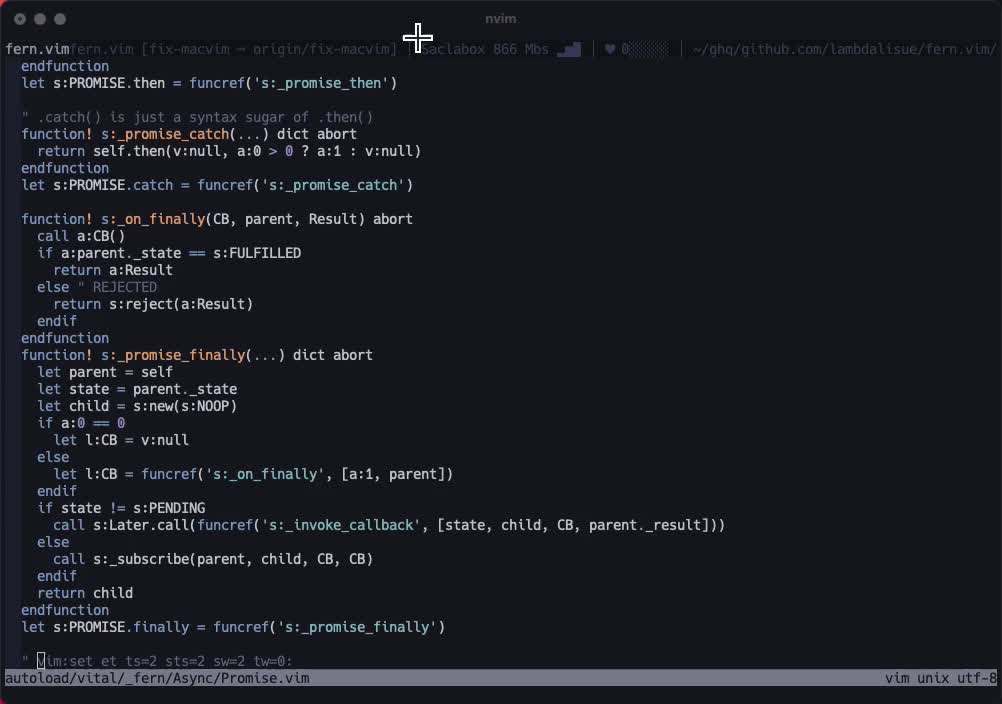 nvim
fern.vimfern.vim [fix-macvim → origin/fix-macvim] | Saclabox 866 Mbs | ♥ 0 | ~/ghq/github.com/lambdalisue/fern.vim/
endfunction
let s:PROMISE.then = funcref('s:_promise_then')
" .catch() is just a syntax sugar of .then()
function! s:_promise_catch(...) dict abort
  return self.then(v:null, a:0 > 0 ? a:1 : v:null)
endfunction
let s:PROMISE.catch = funcref('s:_promise_catch')
function! s:_on_finally(CB, parent, Result) abort
  call a:CB()
  if a:parent._state == s:FULFILLED
    return a:Result
  else " REJECTED
    return s:reject(a:Result)
  endif
endfunction
function! s:_promise_finally(...) dict abort
  let parent = self
  let state = parent._state
  let child = s:new(s:NOOP)
  if a:0 == 0
    let l:CB = v:null
  else
    let l:CB = funcref('s:_on_finally', [a:1, parent])
  endif
  if state != s:PENDING
    call s:Later.call(funcref('s:_invoke_callback', [state, child, CB, parent._result]))
  else
    call s:_subscribe(parent, child, CB, CB)
  endif
  return child
endfunction
let s:PROMISE.finally = funcref('s:_promise_finally')
" vim:set et ts=2 sts=2 sw=2 tw=0:
autoload/vital/_fern/Async/Promise.vim vim unix utf-8